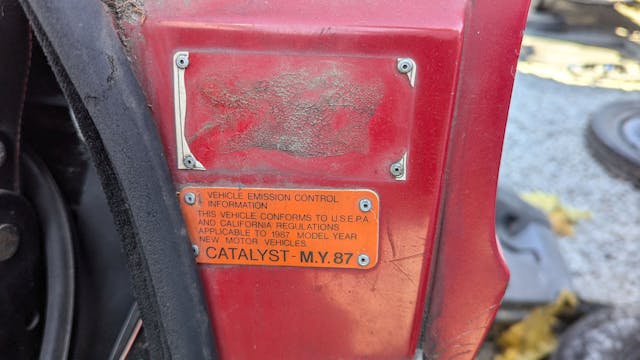 VEHICLE EMISSION CONTROL
INFORMATION
THIS VEHICLE CONFORMS TO U.S.E.P.A.
AND CALIFORNIA REGULATIONS
APPLICABLE TO 1987 MODEL YEAR
NEW MOTOR VEHICLES.
CATALYST - M.Y. 87